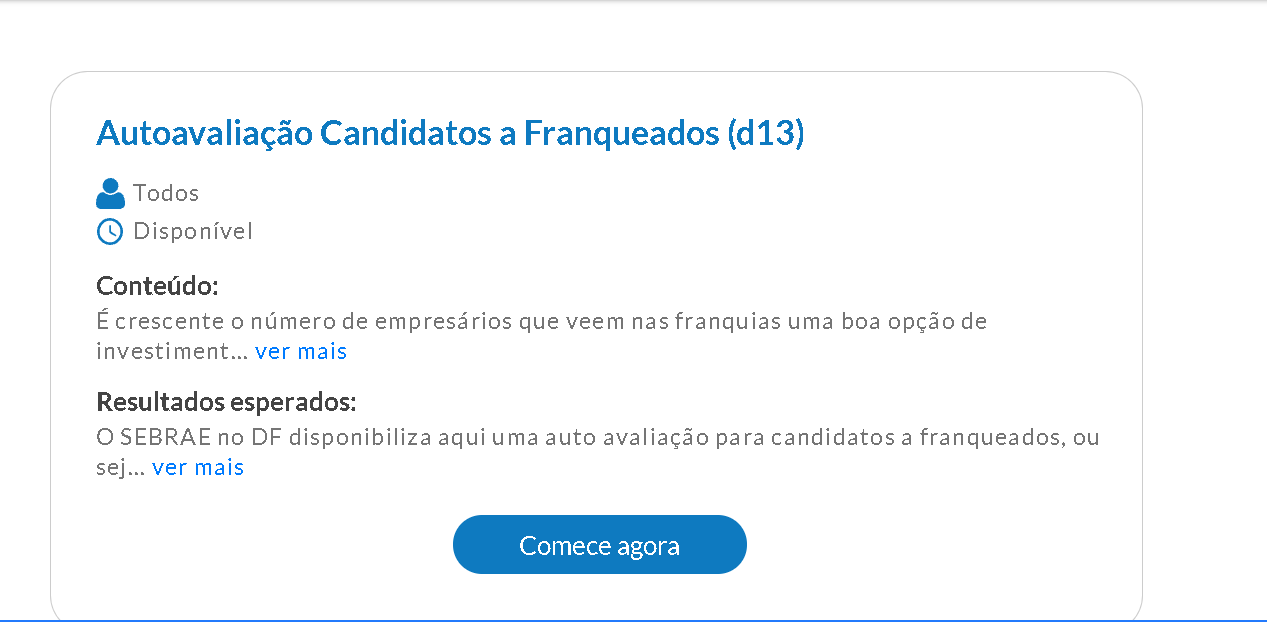 Autoavaliação Candidatos a Franqueados (d13)
Todos
Disponível
Conteúdo:
É crescente o número de empresários que veem nas franquias uma boa opção de
investiment... ver mais
Resultados esperados:
O SEBRAE no DF disponibiliza aqui uma auto avaliação para candidatos a franqueados, ou
sej... ver mais
Comece agora